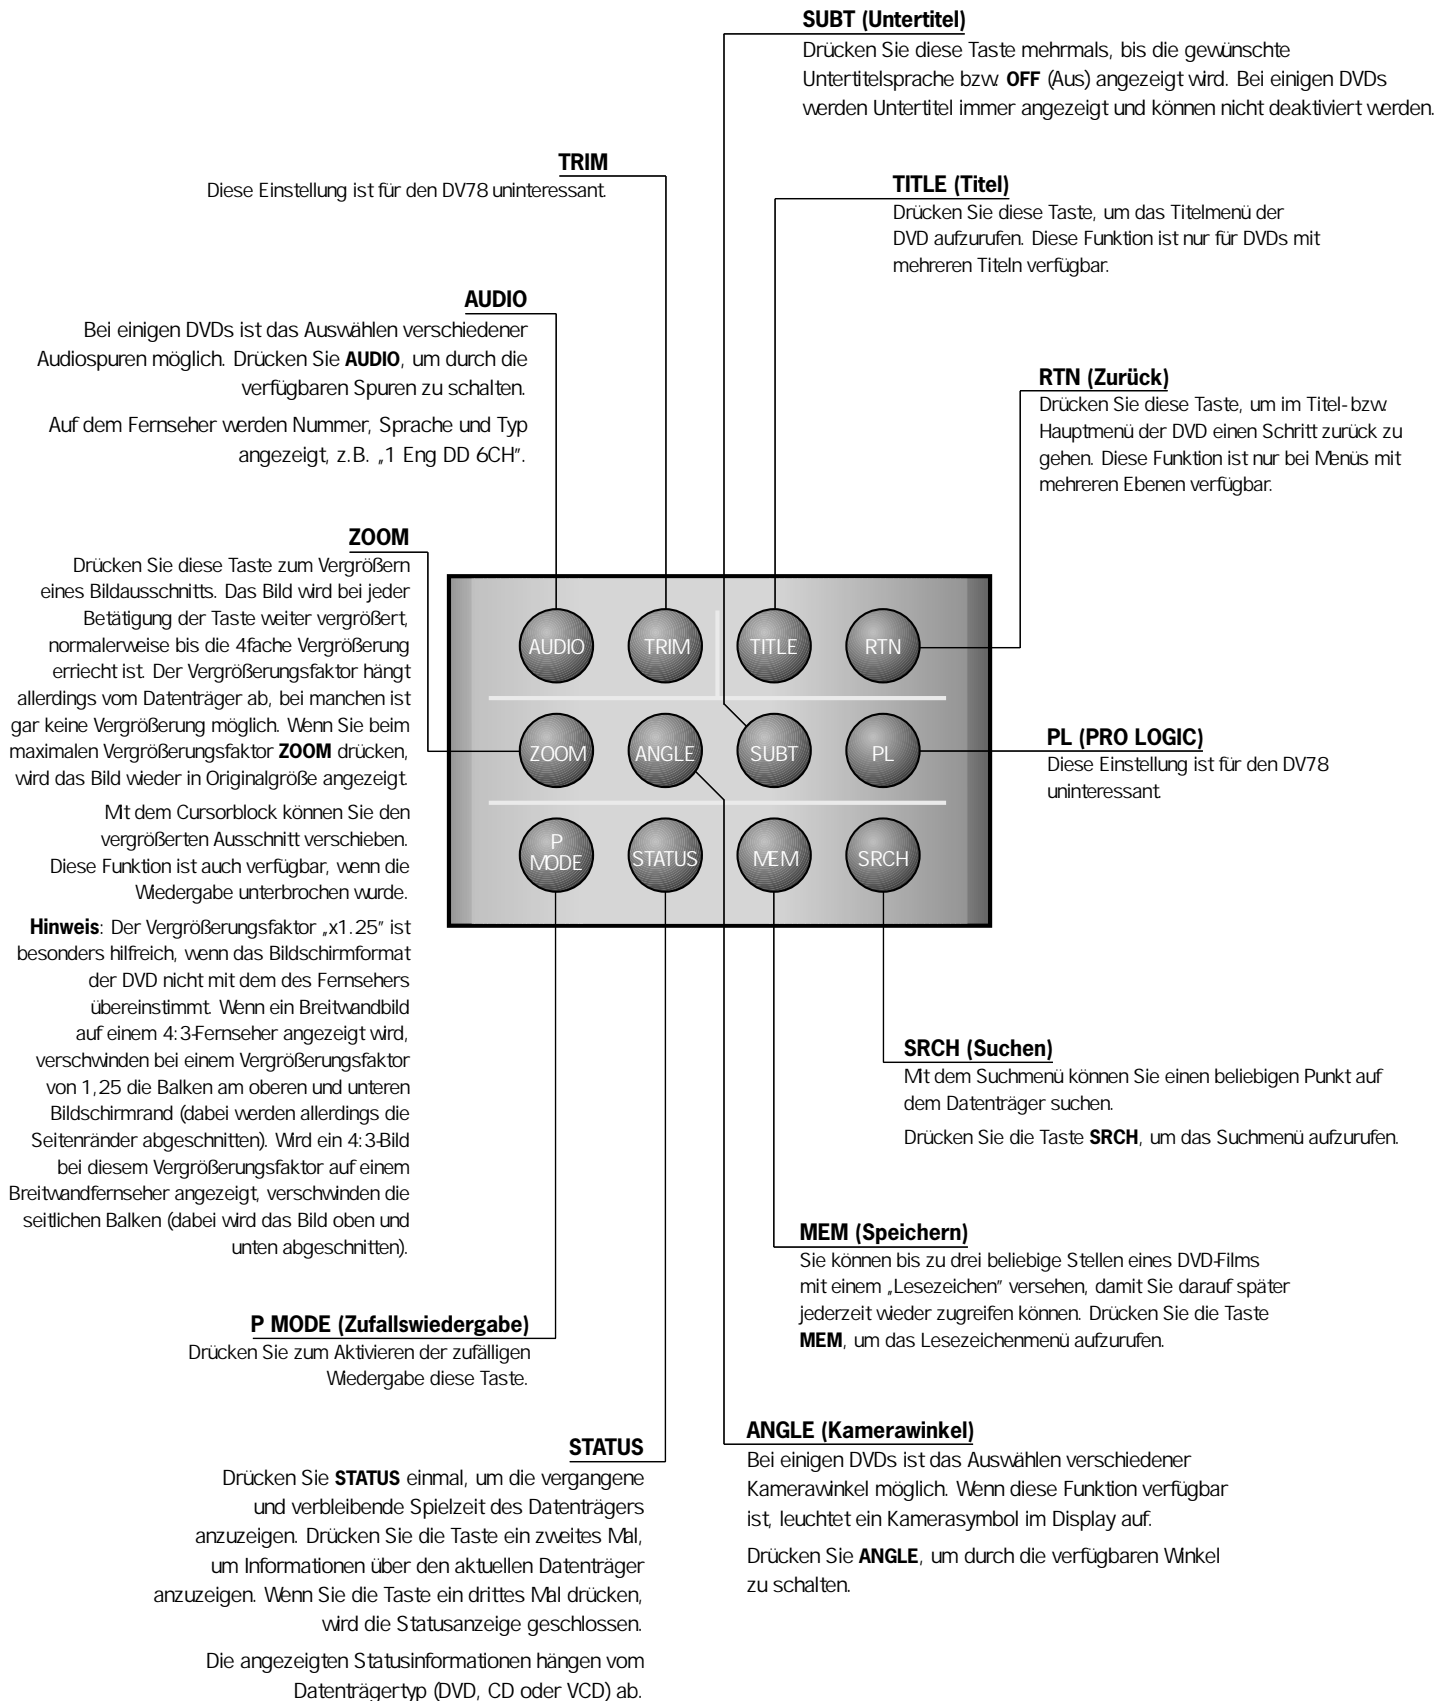 SUBT (Untertitel)
Drücken Sie diese Taste mehrmals, bis die gewünschte
Untertitelsprache bzw. OFF (Aus) angezeigt wird. Bei einigen DVDs
werden Untertitel immer angezeigt und können nicht deaktiviert werden.
TRIM
Diese Einstellung ist für den DV78 uninteressant.
TITLE (Titel)
Drücken Sie diese Taste, um das Titelmenü der
DVD aufzurufen. Diese Funktion ist nur für DVDs mit
mehreren Titeln verfügbar.
AUDIO
Bei einigen DVDs ist das Auswählen verschiedener
Audiospuren möglich. Drücken Sie AUDIO, um durch die
verfügbaren Spuren zu schalten.
Auf dem Fernseher werden Nummer, Sprache und Typ
angezeigt, z.B. „1 Eng DD 6CH".
RTN (Zurück)
Drücken Sie diese Taste, um im Titel- bzw.
Hauptmenü der DVD einen Schritt zurück zu
gehen. Diese Funktion ist nur bei Menüs mit
mehreren Ebenen verfügbar.
ZOOM
Drücken Sie diese Taste zum Vergrößern
eines Bildausschnitts. Das Bild wird bei jeder
Betätigung der Taste weiter vergrößert,
normalerweise bis die 4fache Vergrößerung
erriecht ist. Der Vergrößerungsfaktor hängt
allerdings vom Datenträger ab, bei manchen ist
gar keine Vergrößerung möglich. Wenn Sie beim
maximalen Vergrößerungsfaktor ZOOM drücken,
wird das Bild wieder in Originalgröße angezeigt.
Mit dem Cursorblock können Sie den
vergrößerten Ausschnitt verschieben.
Diese Funktion ist auch verfügbar, wenn die
Wiedergabe unterbrochen wurde.
Hinweis: Der Vergrößerungsfaktor „x1.25" ist
besonders hilfreich, wenn das Bildschirmformat
der DVD nicht mit dem des Fernsehers
übereinstimmt. Wenn ein Breitwandbild
auf einem 4:3-Fernseher angezeigt wird,
verschwinden bei einem Vergrößerungsfaktor
von 1,25 die Balken am oberen und unteren
Bildschirmrand (dabei werden allerdings die
Seitenränder abgeschnitten). Wird ein 4:3-Bild
bei diesem Vergrößerungsfaktor auf einem
Breitwandfernseher angezeigt, verschwinden die
seitlichen Balken (dabei wird das Bild oben und
unten abgeschnitten).
AUDIO TRIM TITLE RTN
ZOOM ANGLE SUBT PL
P
MODE STATUS MEM SRCH
PL (PRO LOGIC)
Diese Einstellung ist für den DV78
uninteressant.
SRCH (Suchen)
Mit dem Suchmenü können Sie einen beliebigen Punkt auf
dem Datenträger suchen.
Drücken Sie die Taste SRCH, um das Suchmenü aufzurufen.
MEM (Speichern)
Sie können bis zu drei beliebige Stellen eines DVD-Films
mit einem „Lesezeichen" versehen, damit Sie darauf später
jederzeit wieder zugreifen können. Drücken Sie die Taste
MEM, um das Lesezeichenmenü aufzurufen.
P MODE (Zufallswiedergabe)
Drücken Sie zum Aktivieren der zufälligen
Wiedergabe diese Taste.
ANGLE (Kamerawinkel)
Bei einigen DVDs ist das Auswählen verschiedener
Kamerawinkel möglich. Wenn diese Funktion verfügbar
ist, leuchtet ein Kamerasymbol im Display auf.
Drücken Sie ANGLE, um durch die verfügbaren Winkel
zu schalten.
STATUS
Drücken Sie STATUS einmal, um die vergangene
und verbleibende Spielzeit des Datenträgers
anzuzeigen. Drücken Sie die Taste ein zweites Mal,
um Informationen über den aktuellen Datenträger
anzuzeigen. Wenn Sie die Taste ein drittes Mal drücken,
wird die Statusanzeige geschlossen.
Die angezeigten Statusinformationen hängen vom
Datenträgertyp (DVD, CD oder VCD) ab.